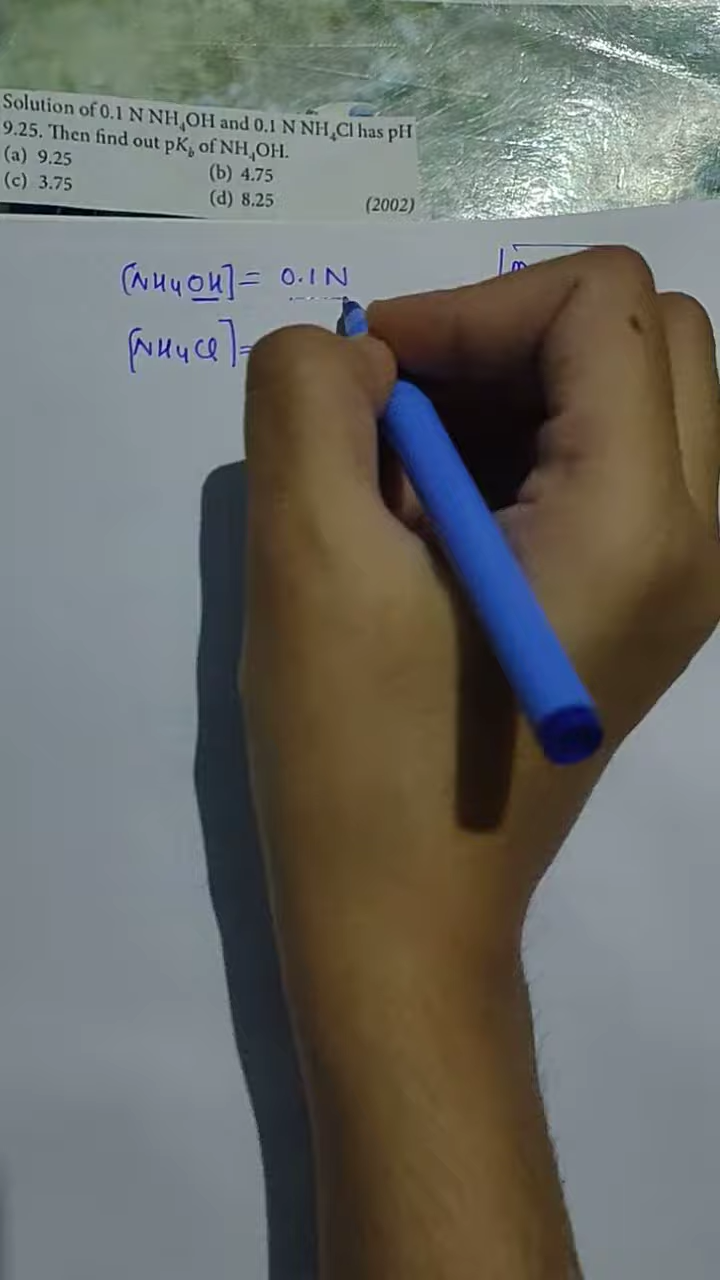 Solution of 0.1 N NH₄OH and 0.1 N NH₄Cl has pH
9.25. Then find out pK_b of NH₄OH.
(a) 9.25 (b) 4.75
(c) 3.75 (d) 8.25 (2002)
[NH₄OH] = 0.1N
[NH₄Cl] =